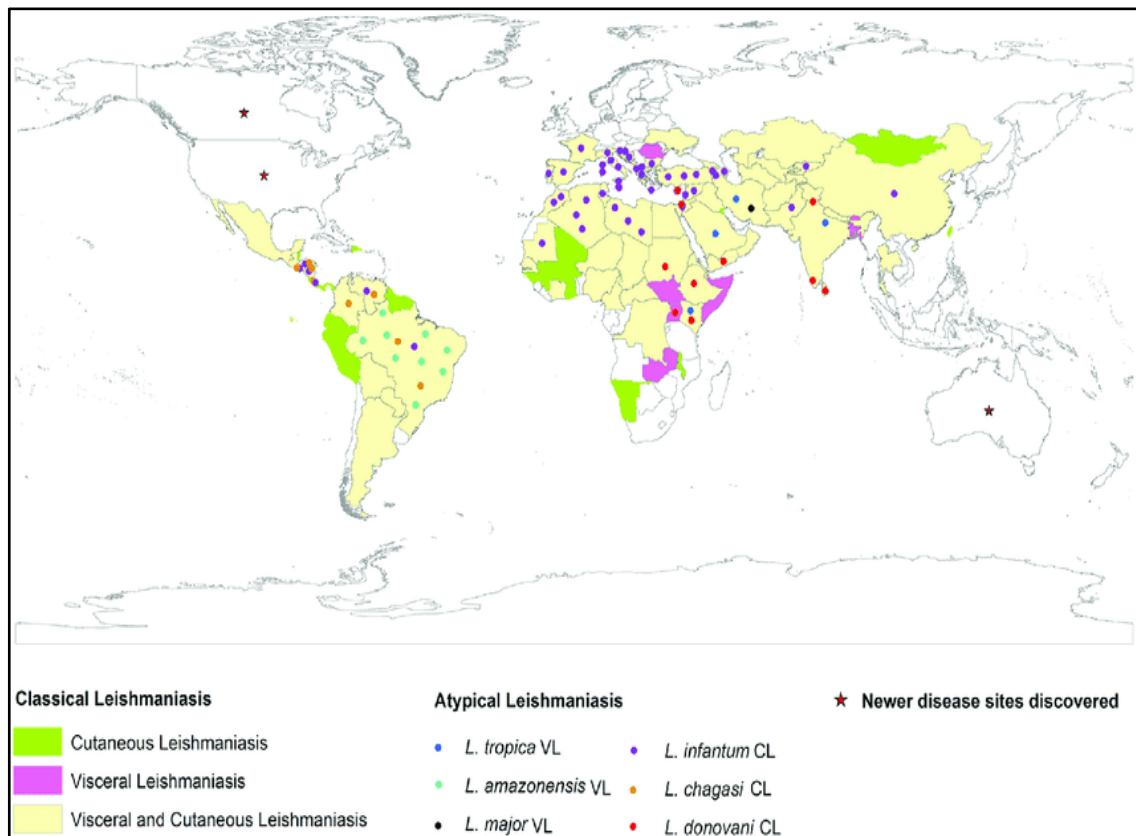 Classical Leishmaniasis
Cutaneous Leishmaniasis
Visceral Leishmaniasis
Visceral and Cutaneous Leishmaniasis
Atypical Leishmaniasis
L. tropica VL
L. amazonensis VL
L. major VL
L. infantum CL
L. chagasi CL
L. donovani CL
Newer disease sites discovered